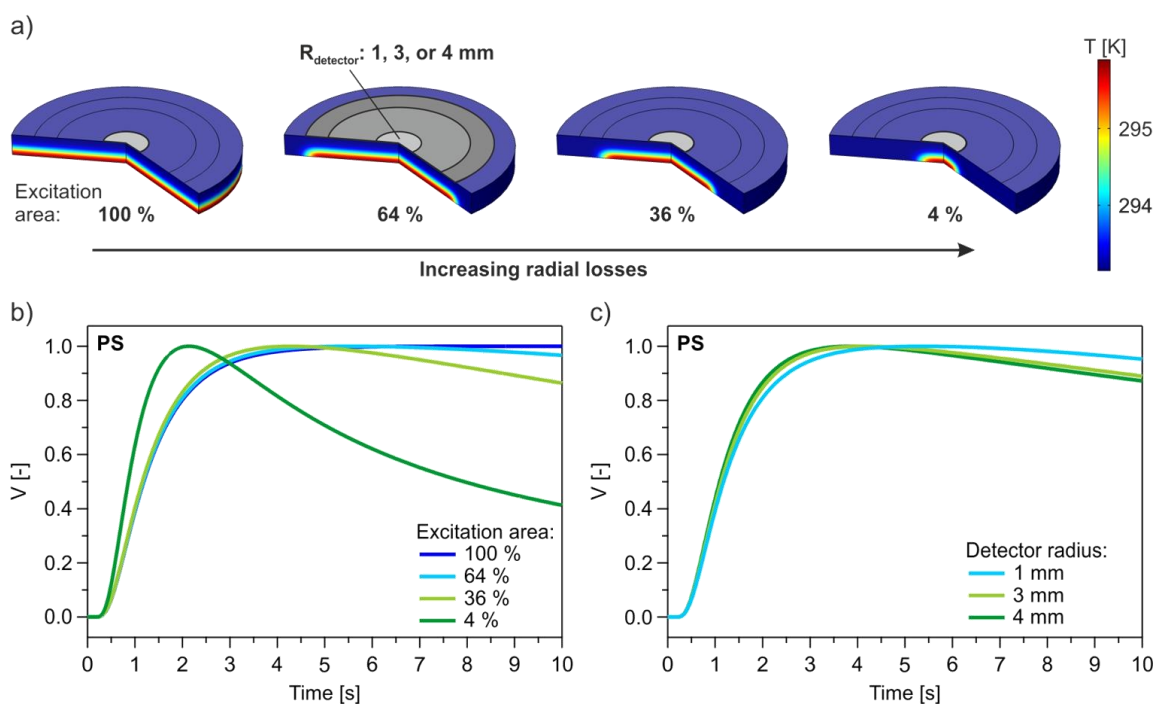 a)
R_detector: 1, 3, or 4 mm
T [K]
295
294
Excitation
area:
100 %
64 %
36 %
4 %
Increasing radial losses
b)
PS
V [-]
1.0
0.8
0.6
0.4
0.2
0.0
Excitation area:
100 %
64 %
36 %
4 %
0 1 2 3 4 5 6 7 8 9 10
Time [s]
c)
PS
V [-]
1.0
0.8
0.6
0.4
0.2
0.0
Detector radius:
1 mm
3 mm
4 mm
0 1 2 3 4 5 6 7 8 9 10
Time [s]